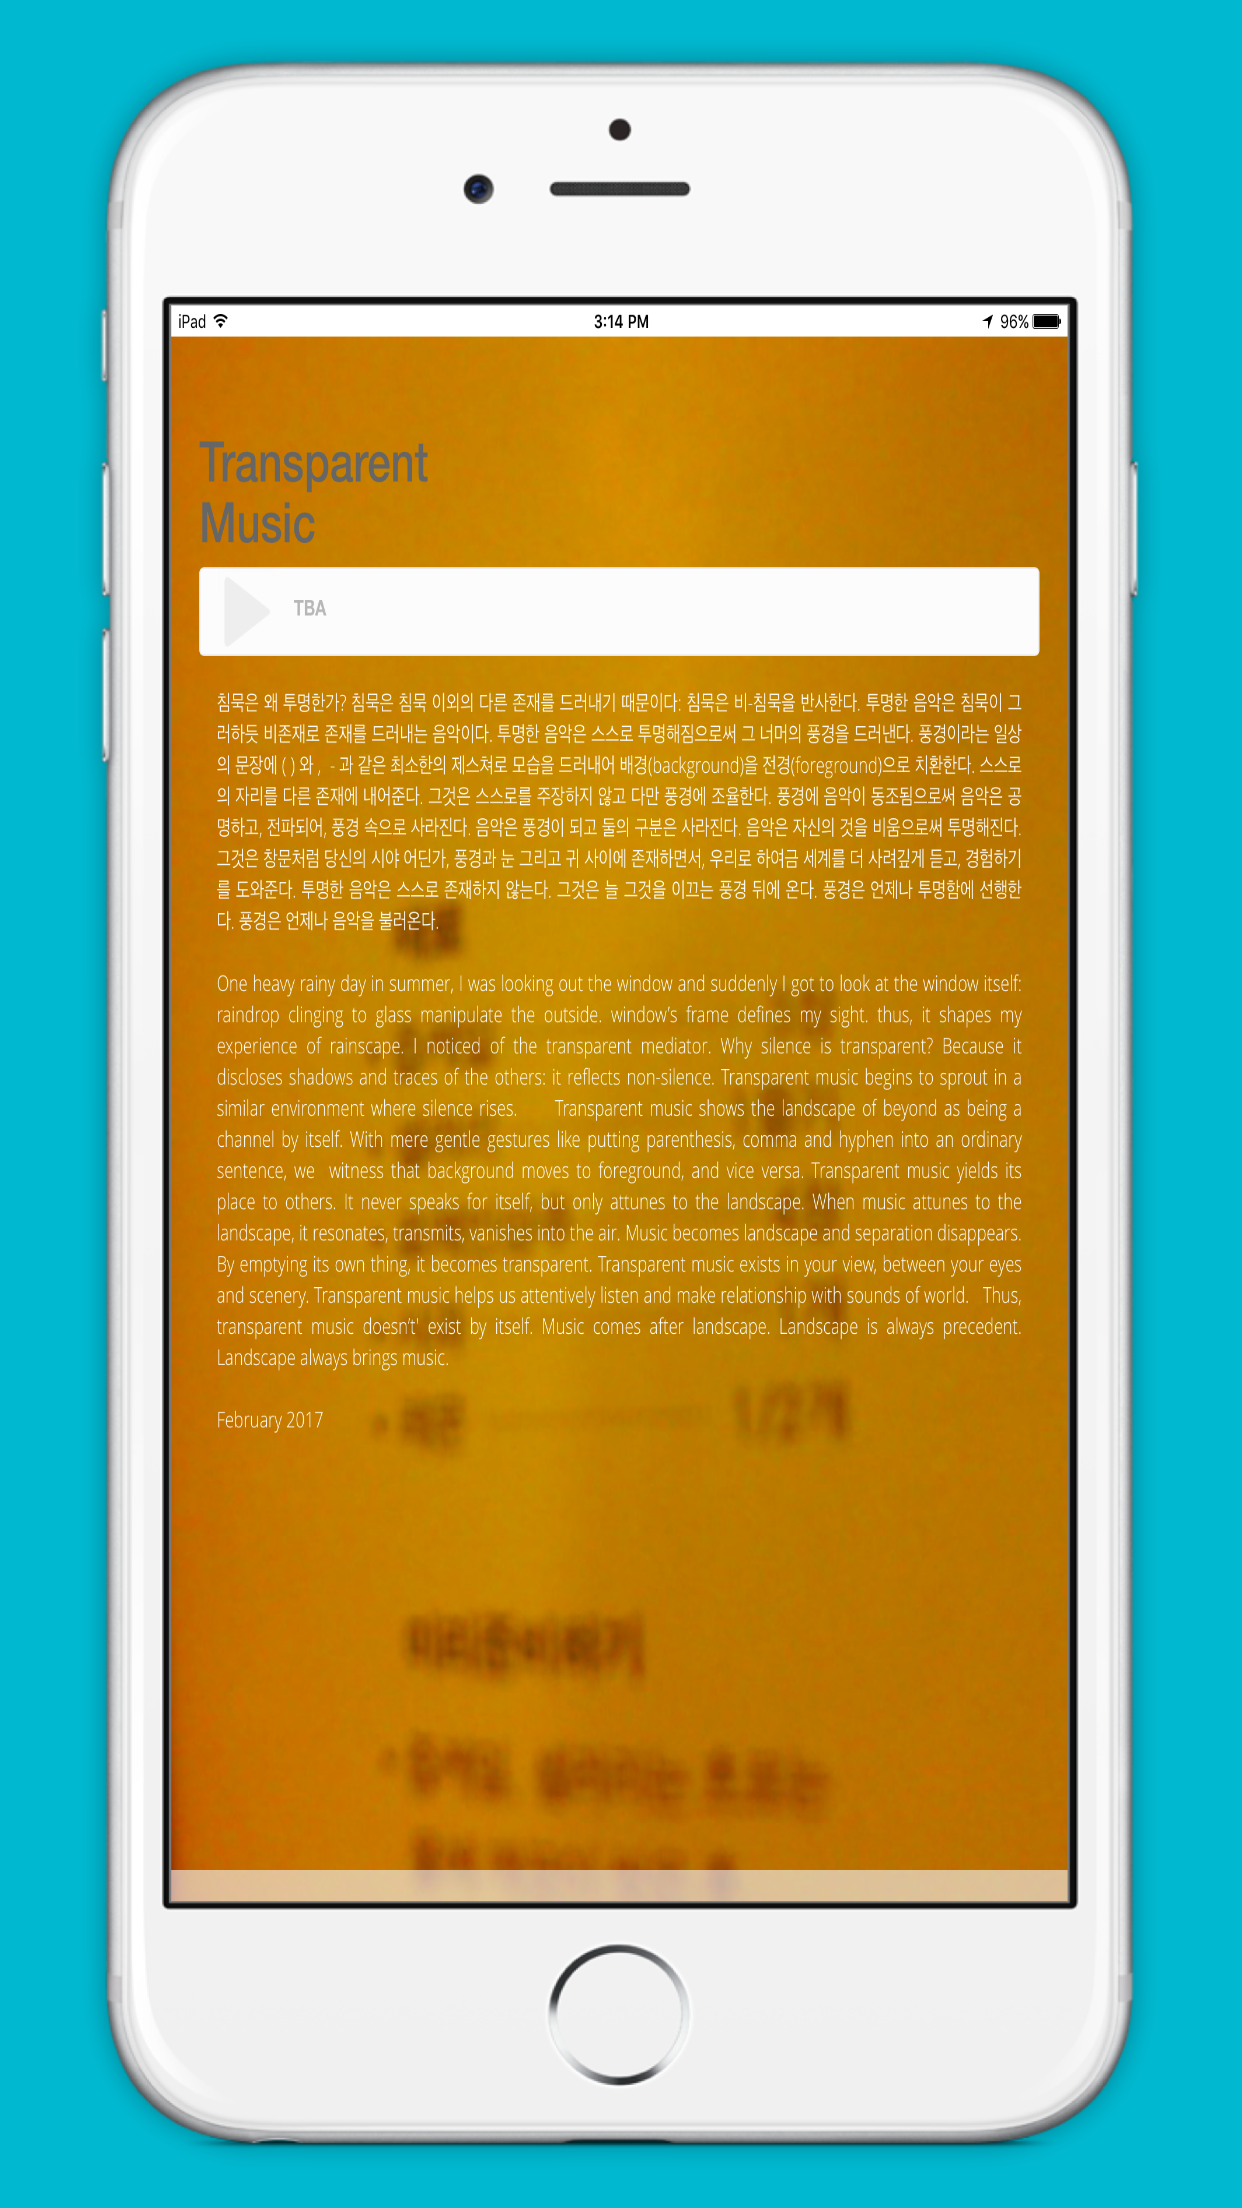 iPad 3:14 PM 96%
Transparent
Music
TBA
침묵은 왜 투명한가? 침묵은 침묵 이외의 다른 존재를 드러내기 때문이다: 침묵은 비-침묵을 반사한다. 투명한 음악은 침묵이 그
러하듯 비존재로 존재를 드러내는 음악이다. 투명한 음악은 스스로 투명해짐으로써 그 너머의 풍경을 드러낸다. 풍경이라는 일상
의 문장에 ( ) 와 , - 과 같은 최소한의 제스쳐로 모습을 드러내어 배경(background)을 전경(foreground)으로 치환한다. 스스로
의 자리를 다른 존재에 내어준다. 그것은 스스로를 주장하지 않고 다만 풍경에 조율한다. 풍경에 음악이 동조됨으로써 음악은 공
명하고, 전파되어, 풍경 속으로 사라진다. 음악은 풍경이 되고 둘의 구분은 사라진다. 음악은 자신의 것을 비움으로써 투명해진다.
그것은 창문처럼 당신의 시야 어딘가, 풍경과 눈 그리고 귀 사이에 존재하면서, 우리로 하여금 세계를 더 사려깊게 듣고, 경험하기
를 도와준다. 투명한 음악은 스스로 존재하지 않는다. 그것은 늘 그것을 이끄는 풍경 뒤에 온다. 풍경은 언제나 투명함에 선행한
다. 풍경은 언제나 음악을 불러온다.
One heavy rainy day in summer, I was looking out the window and suddenly I got to look at the window itself:
raindrop clinging to glass manipulate the outside. window's frame defines my sight. thus, it shapes my
experience of rainscape. I noticed of the transparent mediator. Why silence is transparent? Because it
discloses shadows and traces of the others: it reflects non-silence. Transparent music begins to sprout in a
similar environment where silence rises. Transparent music shows the landscape of beyond as being a
channel by itself. With mere gentle gestures like putting parenthesis, comma and hyphen into an ordinary
sentence, we witness that background moves to foreground, and vice versa. Transparent music yields its
place to others. It never speaks for itself, but only attunes to the landscape. When music attunes to the
landscape, it resonates, transmits, vanishes into the air. Music becomes landscape and separation disappears.
By emptying its own thing, it becomes transparent. Transparent music exists in your view, between your eyes
and scenery. Transparent music helps us attentively listen and make relationship with sounds of world. Thus,
transparent music doesn't' exist by itself. Music comes after landscape. Landscape is always precedent.
Landscape always brings music.
February 2017
레몬 1/2개
미리준비하기